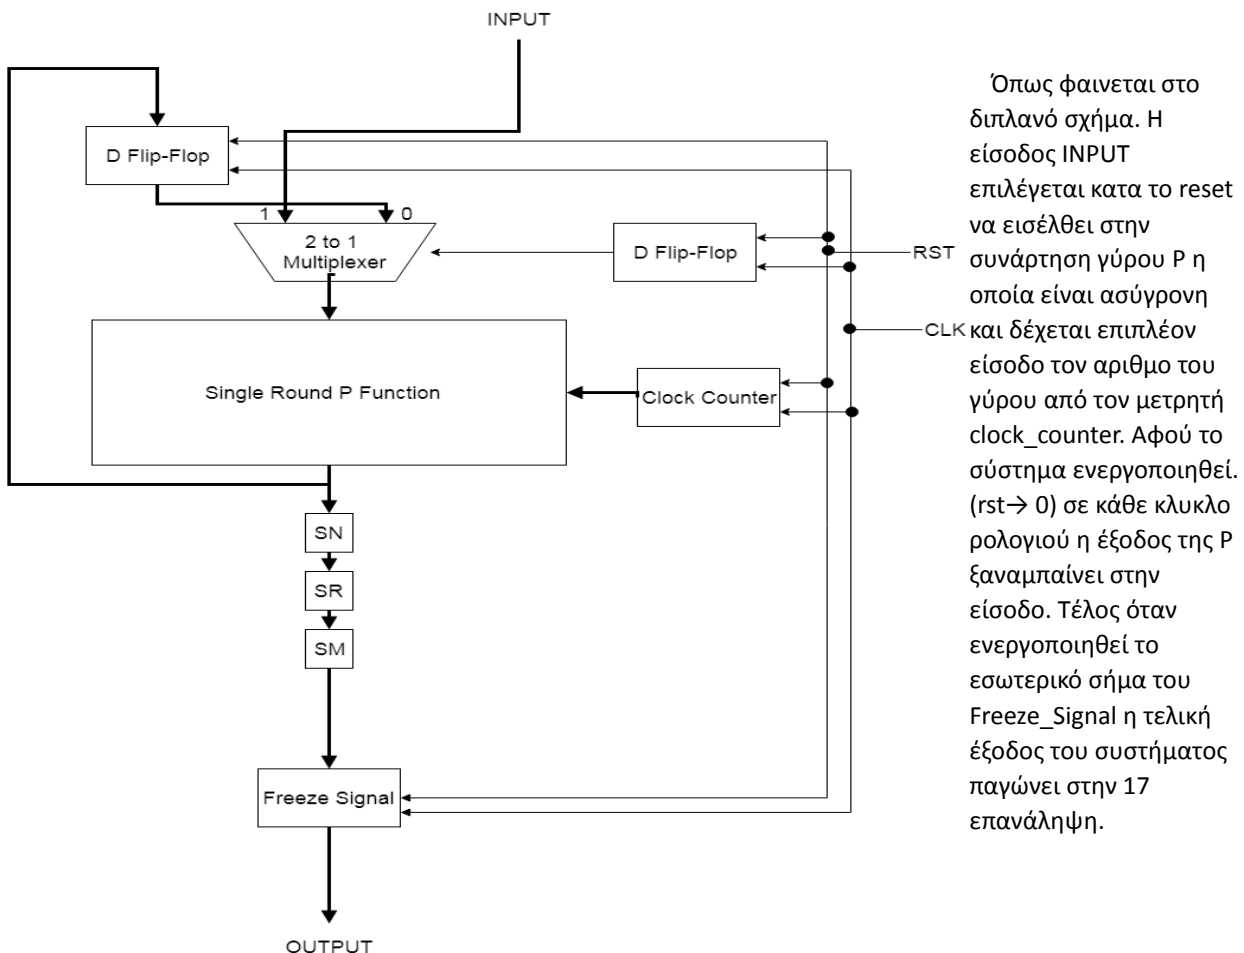 INPUT
D Flip-Flop
1
0
2 to 1
Multiplexer
D Flip-Flop
RST
CLK
Single Round P Function
Clock Counter
SN
SR
SM
Freeze Signal
OUTPUT
Όπως φαινεται στο
διπλανό σχήμα. Η
είσοδος INPUT
επιλέγεται κατα το reset
να εισέλθει στην
συνάρτηση γύρου P η
οποία είναι ασύγρονη
και δέχεται επιπλέον
είσοδο τον αριθμο του
γύρου από τον μετρητή
clock_counter. Αφού το
σύστημα ενεργοποιηθεί.
(rst→ 0) σε κάθε κλυκλο
ρολογιού η έξοδος της P
ξαναμπαίνει στην
είσοδο. Τέλος όταν
ενεργοποιηθεί το
εσωτερικό σήμα του
Freeze_Signal η τελική
έξοδος του συστήματος
παγώνει στην 17
επανάληψη.